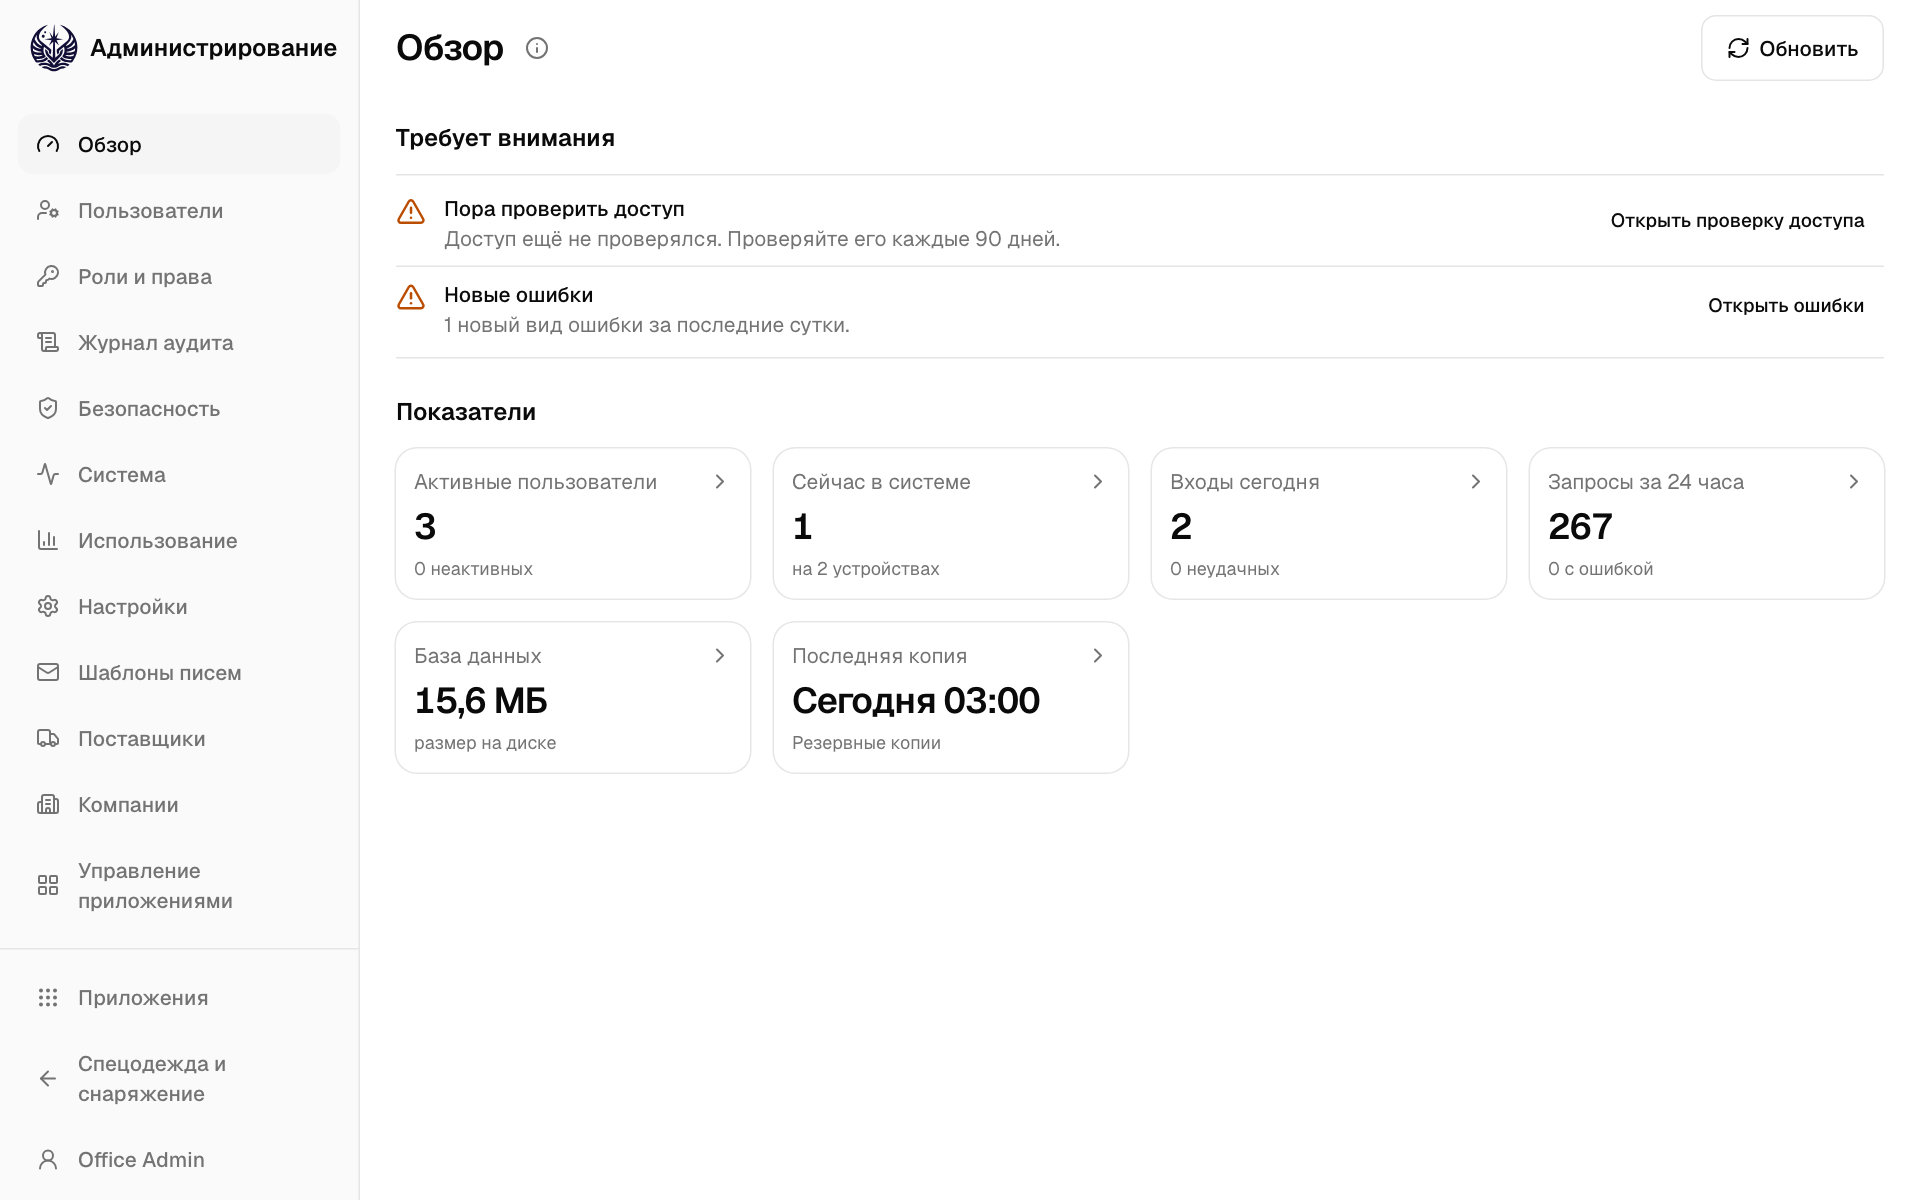 Администрирование
Обзор
Пользователи
Роли и права
Журнал аудита
Безопасность
Система
Использование
Настройки
Шаблоны писем
Поставщики
Компании
Управление
приложениями
Приложения
Спецодежда и
снаряжение
Office Admin
Обзор
Обновить
Требует внимания
Пора проверить доступ
Доступ ещё не проверялся. Проверяйте его каждые 90 дней.
Открыть проверку доступа
Новые ошибки
1 новый вид ошибки за последние сутки.
Открыть ошибки
Показатели
Активные пользователи
3
0 неактивных
Сейчас в системе
1
на 2 устройствах
Входы сегодня
2
0 неудачных
Запросы за 24 часа
267
0 с ошибкой
База данных
15,6 МБ
размер на диске
Последняя копия
Сегодня 03:00
Резервные копии